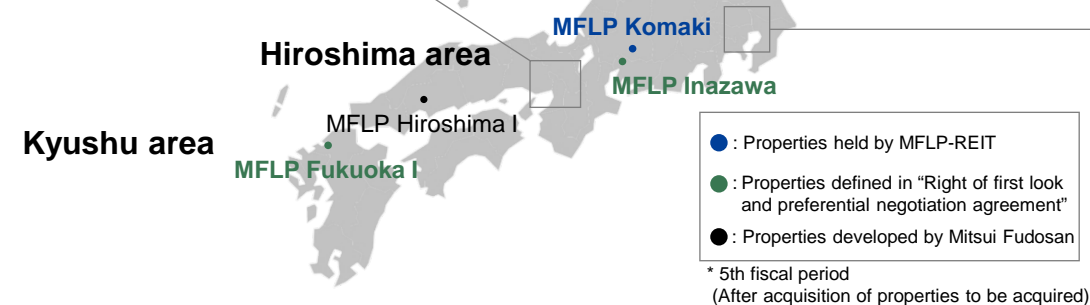 MFLP Komaki
Hiroshima area
MFLP Inazawa
MFLP Hiroshima I
Kyushu area
MFLP Fukuoka I
: Properties held by MFLP-REIT
: Properties defined in “Right of first look
and preferential negotiation agreement”
: Properties developed by Mitsui Fudosan
* 5th fiscal period
(After acquisition of properties to be acquired)